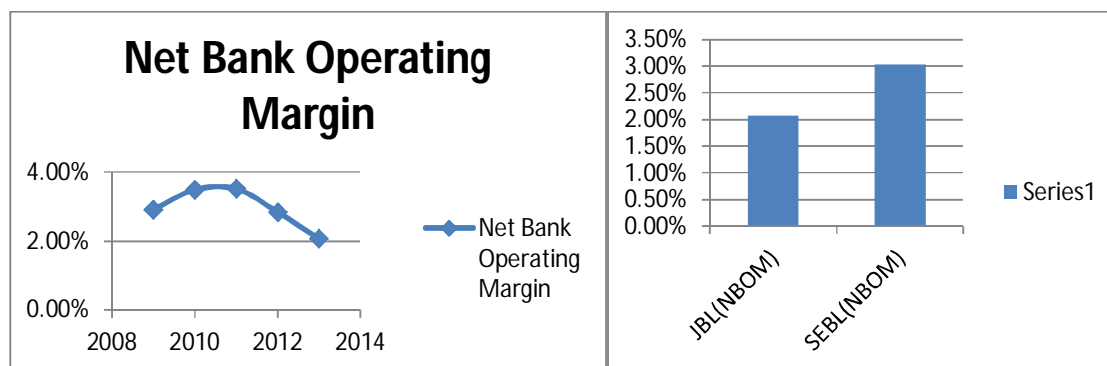 Net Bank Operating
Margin
4.00%
2.00%
0.00%
2008 2010 2012 2014
Net Bank
Operating
Margin
3.50%
3.00%
2.50%
2.00%
1.50%
1.00%
0.50%
0.00%
JBL(NBOM)
SEBL(NBOM)
Series1